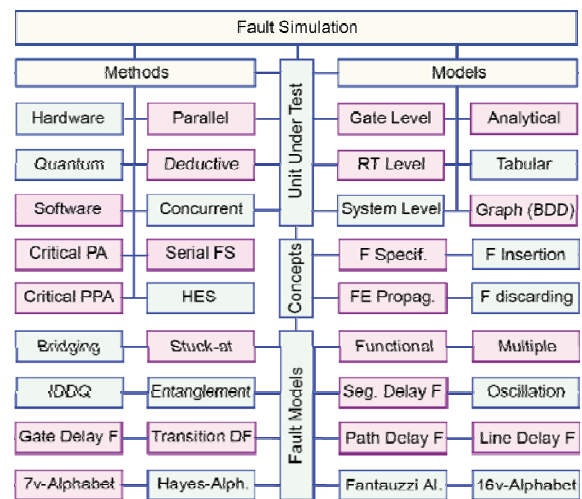 Fault Simulation
Methods
Models
Unit Under Test
Hardware
Parallel
Gate Level
Analytical
Quantum
Deductive
RT Level
Tabular
Software
Concurrent
System Level
Graph (BDD)
Concepts
Critical PA
Serial FS
F Specif.
F Insertion
Critical PPA
HES
FE Propag.
F discarding
Fault Models
Bridging
Stuck-at
Functional
Multiple
IDDQ
Entanglement
Seg. Delay F
Oscillation
Gate Delay F
Transition DF
Path Delay F
Line Delay F
7v-Alphabet
Hayes-Alph.
Fantauzzi Al.
16v-Alphabet